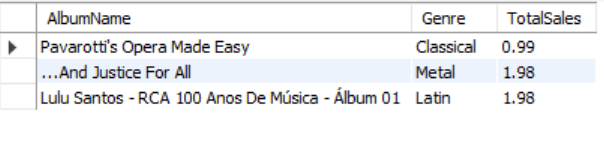 AlbumName Genre TotalSales
Pavarotti's Opera Made Easy Classical 0.99
...And Justice For All Metal 1.98
Lulu Santos - RCA 100 Anos De Música - Álbum 01 Latin 1.98